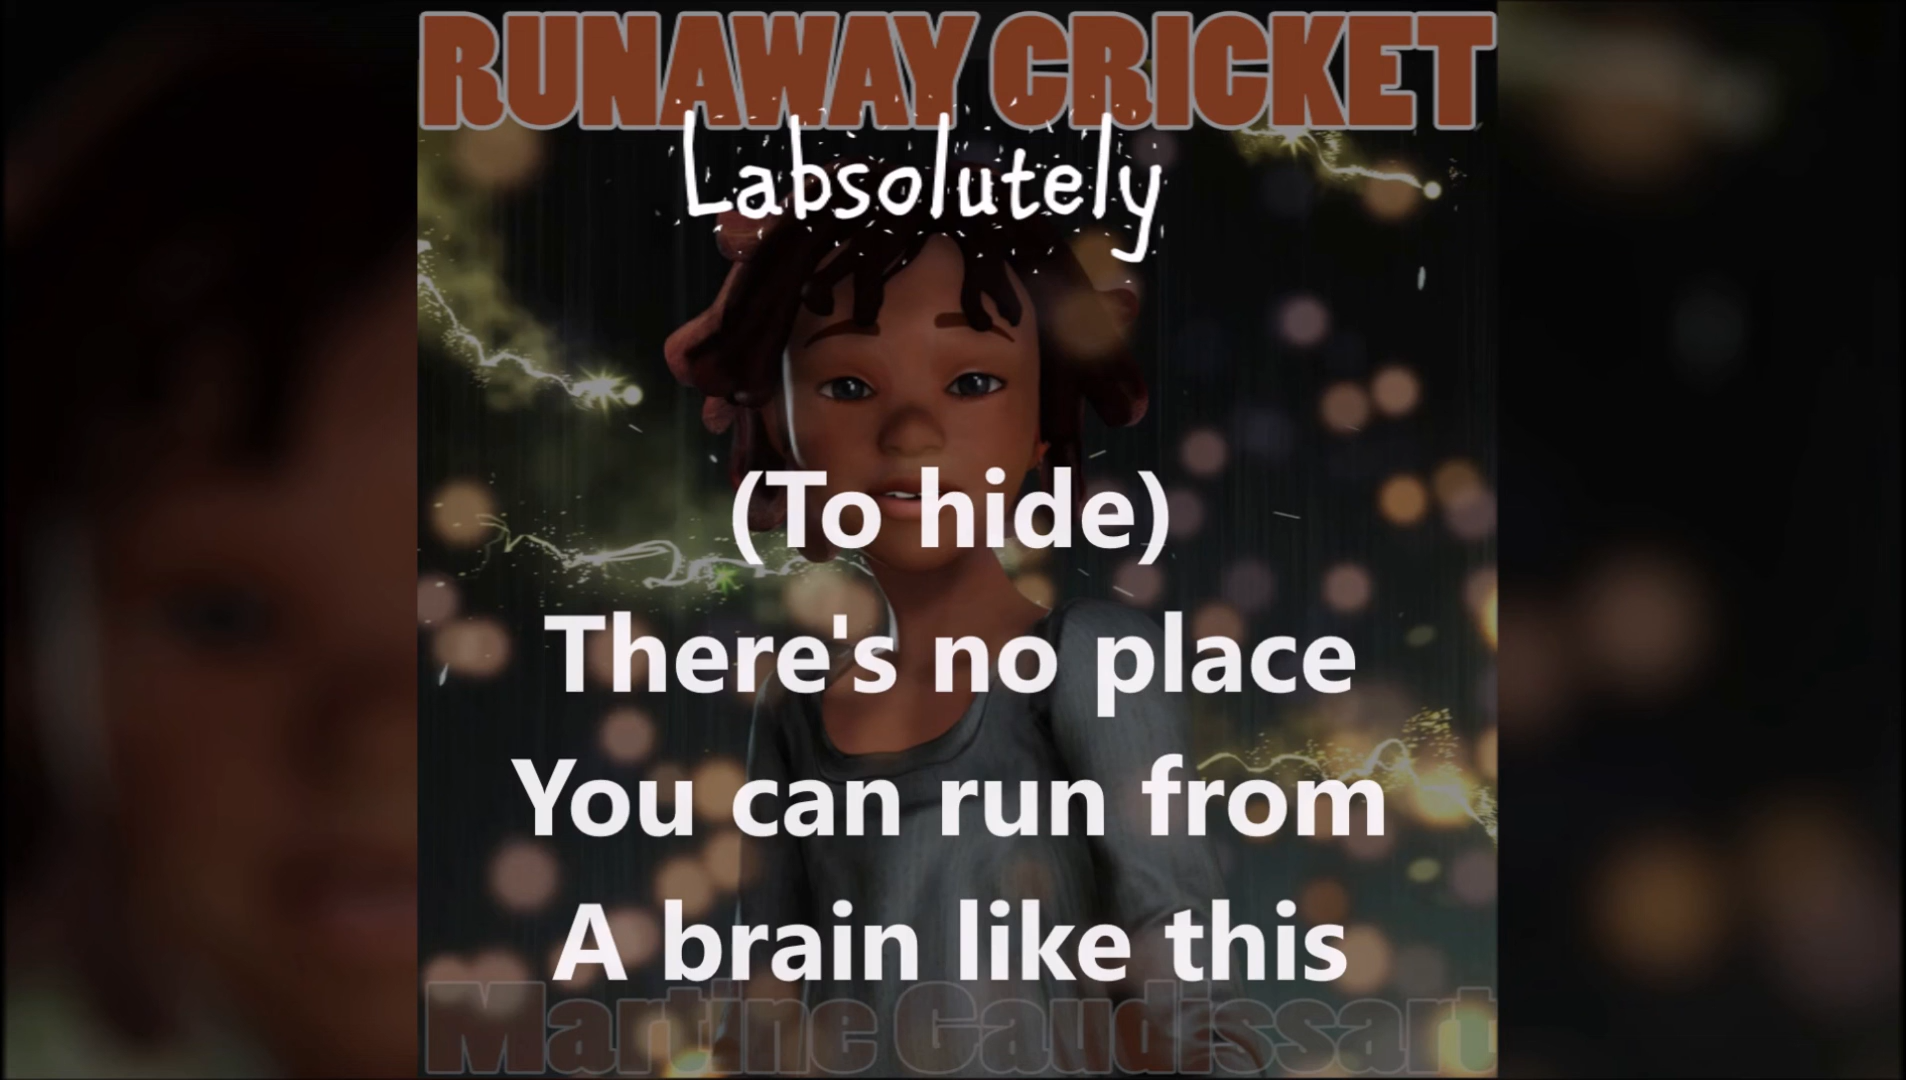 RUNAWAY CRICKET
Labsolutely
(To hide)
There's no place
You can run from
A brain like this
Martine Gaudissart